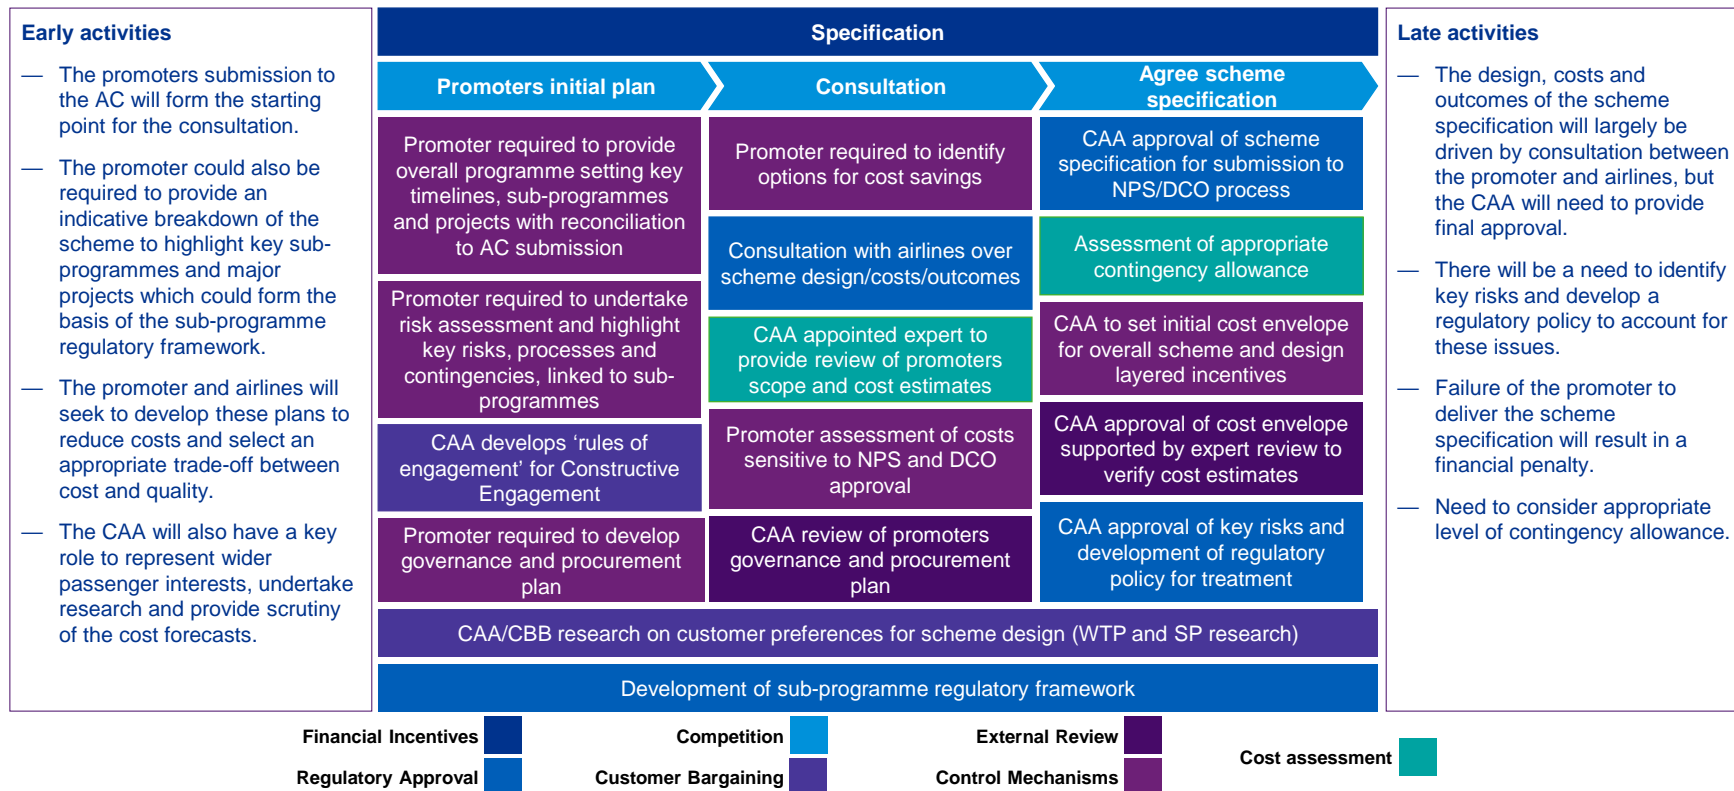 Early activities
— The promoters submission to
the AC will form the starting
point for the consultation.
— The promoter could also be
required to provide an
indicative breakdown of the
scheme to highlight key sub-
programmes and major
projects which could form the
basis of the sub-programme
regulatory framework.
— The promoter and airlines will
seek to develop these plans to
reduce costs and select an
appropriate trade-off between
cost and quality.
— The CAA will also have a key
role to represent wider
passenger interests, undertake
research and provide scrutiny
of the cost forecasts.
Specification
Promoters initial plan
Consultation
Agree scheme
specification
Promoter required to provide
overall programme setting key
timelines, sub-programmes
and projects with reconciliation
to AC submission
Promoter required to undertake
risk assessment and highlight
key risks, processes and
contingencies, linked to sub-
programmes
CAA develops ‘rules of
engagement’ for Constructive
Engagement
Promoter required to develop
governance and procurement
plan
Promoter required to identify
options for cost savings
Consultation with airlines over
scheme design/costs/outcomes
CAA appointed expert to
provide review of promoters
scope and cost estimates
Promoter assessment of costs
sensitive to NPS and DCO
approval
CAA review of promoters
governance and procurement
plan
CAA approval of scheme
specification for submission to
NPS/DCO process
Assessment of appropriate
contingency allowance
CAA to set initial cost envelope
for overall scheme and design
layered incentives
CAA approval of cost envelope
supported by expert review to
verify cost estimates
CAA approval of key risks and
development of regulatory
policy for treatment
CAA/CBB research on customer preferences for scheme design (WTP and SP research)
Development of sub-programme regulatory framework
Late activities
— The design, costs and
outcomes of the scheme
specification will largely be
driven by consultation between
the promoter and airlines, but
the CAA will need to provide
final approval.
— There will be a need to identify
key risks and develop a
regulatory policy to account for
these issues.
— Failure of the promoter to
deliver the scheme
specification will result in a
financial penalty.
— Need to consider appropriate
level of contingency allowance.
Financial Incentives
Competition
External Review
Cost assessment
Regulatory Approval
Customer Bargaining
Control Mechanisms